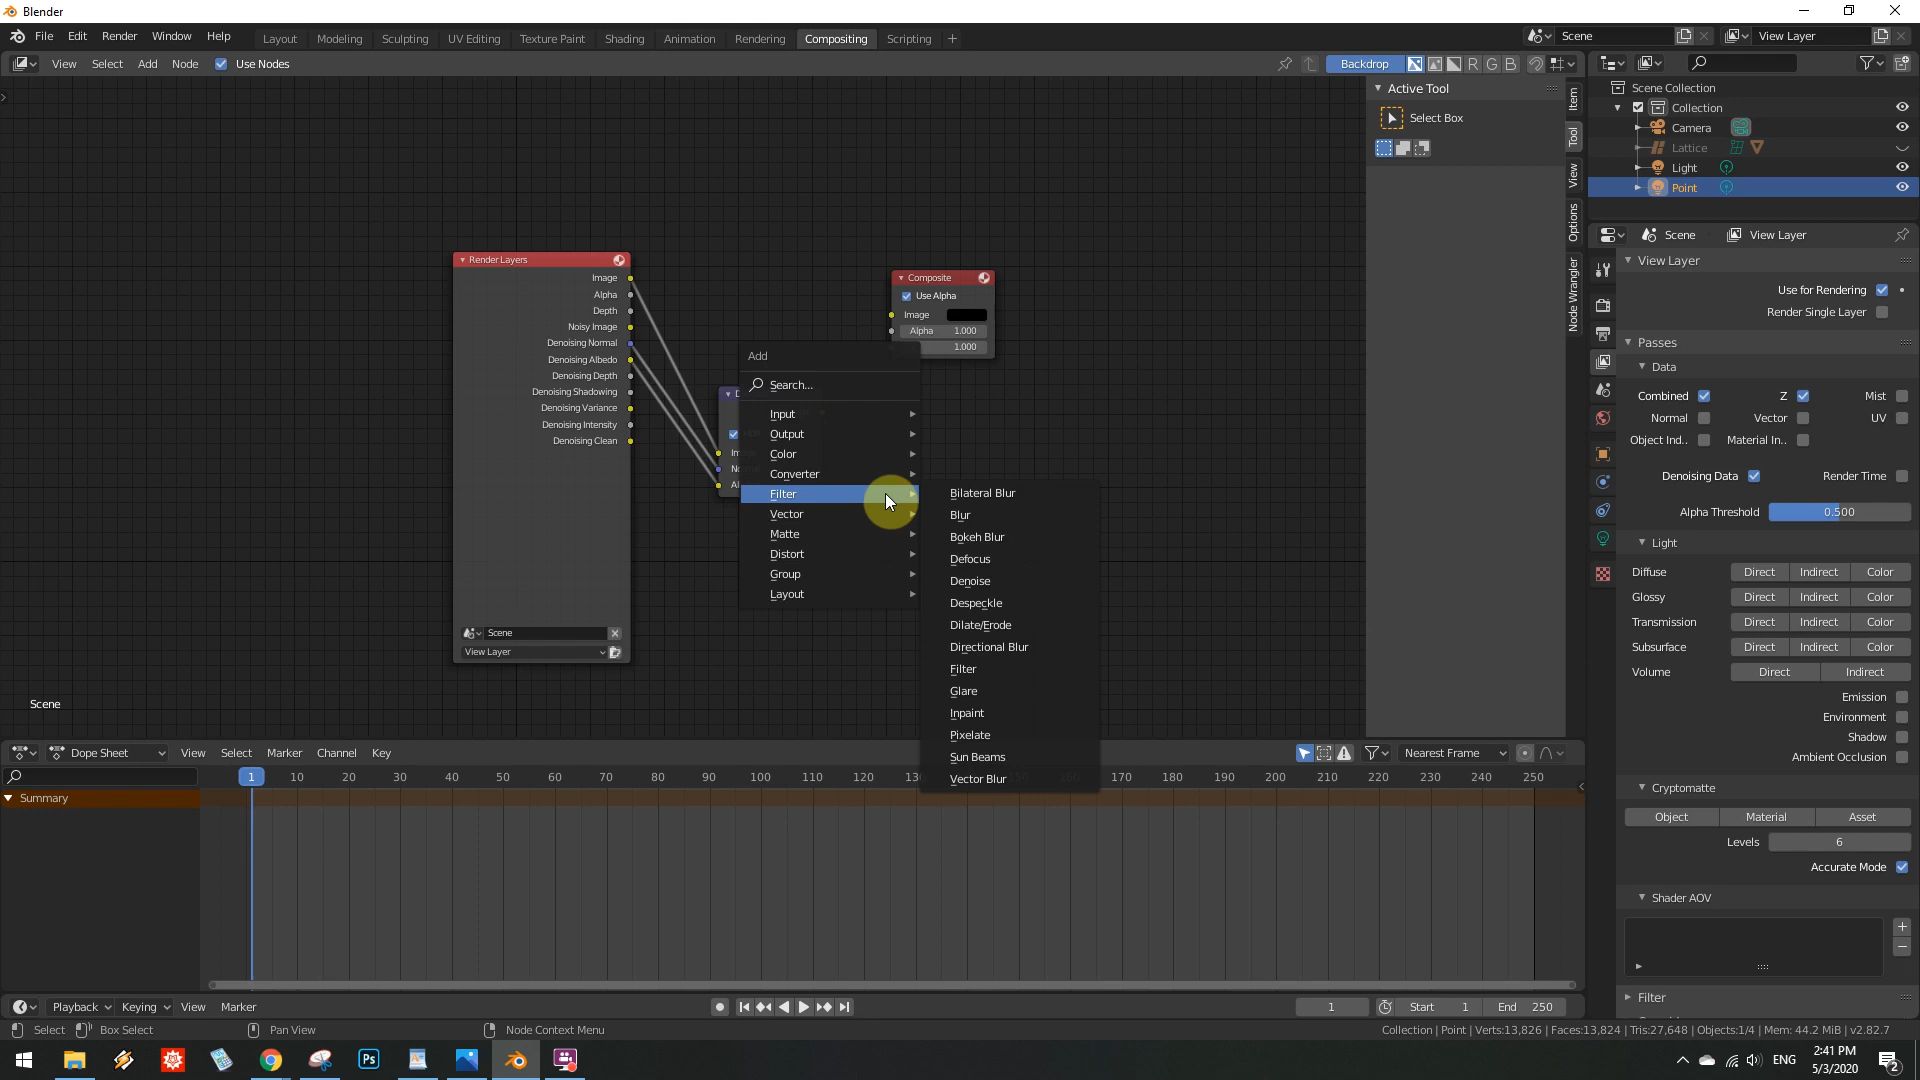 Blender
File Edit Render Window Help
Layout Modeling Sculpting UV Editing Texture Paint Shading Animation Rendering Compositing Scripting +
Scene
View Layer
View Select Add Node Use Nodes
Backdrop R G B
Active Tool
Select Box
Item
Tool
View
Options
Node Wrangler
Scene Collection
Collection
Camera
Lattice
Light
Point
Scene View Layer
View Layer
Use for Rendering
Render Single Layer
Passes
Data
Combined Z Mist
Normal Vector UV
Object Ind.. Material In..
Denoising Data Render Time
Alpha Threshold 0.500
Light
Diffuse Direct Indirect Color
Glossy Direct Indirect Color
Transmission Direct Indirect Color
Subsurface Direct Indirect Color
Volume Direct Indirect
Emission
Environment
Shadow
Ambient Occlusion
Cryptomatte
Object Material Asset
Levels 6
Accurate Mode
Shader AOV
Filter
Render Layers
Image
Alpha
Depth
Noisy Image
Denoising Normal
Denoising Albedo
Denoising Depth
Denoising Shadowing
Denoising Variance
Denoising Intensity
Denoising Clean
Scene
View Layer
Composite
Use Alpha
Image
Alpha 1.000
1.000
Add
Search...
Input
Output
Color
Converter
Filter
Vector
Matte
Distort
Group
Layout
Bilateral Blur
Blur
Bokeh Blur
Defocus
Denoise
Despeckle
Dilate/Erode
Directional Blur
Filter
Glare
Inpaint
Pixelate
Sun Beams
Vector Blur
Scene
Dope Sheet View Select Marker Channel Key
Nearest Frame
1 10 20 30 40 50 60 70 80 90 100 110 120 170 180 190 200 210 220 230 240 250
Summary
Playback Keying View Marker
1 Start 1 End 250
Select Box Select Pan View Node Context Menu
Collection | Point | Verts:13,826 | Faces:13,824 | Tris:27,648 | Objects:1/4 | Mem: 44.2 MiB | v2.82.7
Ps
ENG
2:41 PM
5/3/2020
2